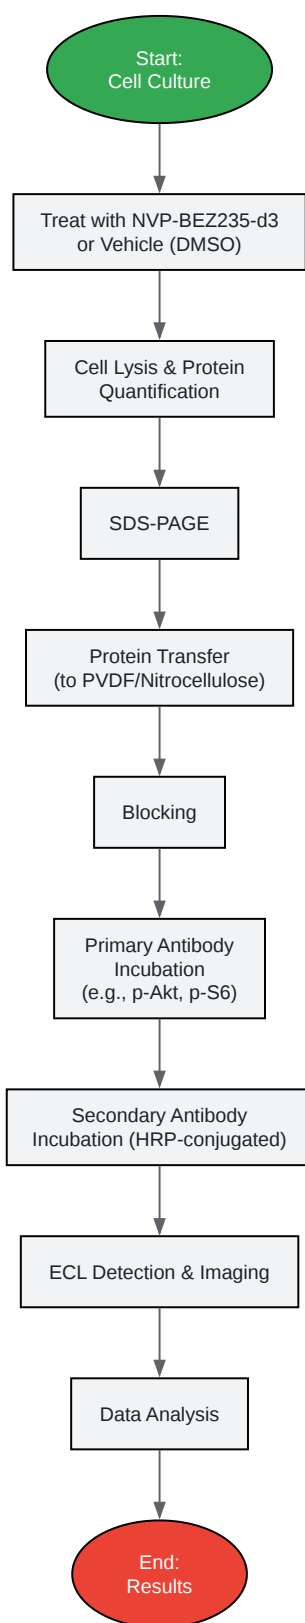 Start:
Cell Culture
Treat with NVP-BEZ235-d3
or Vehicle (DMSO)
Cell Lysis & Protein
Quantification
SDS-PAGE
Protein Transfer
(to PVDF/Nitrocellulose)
Blocking
Primary Antibody
Incubation
(e.g., p-Akt, p-S6)
Secondary Antibody
Incubation (HRP-conjugated)
ECL Detection & Imaging
Data Analysis
End:
Results